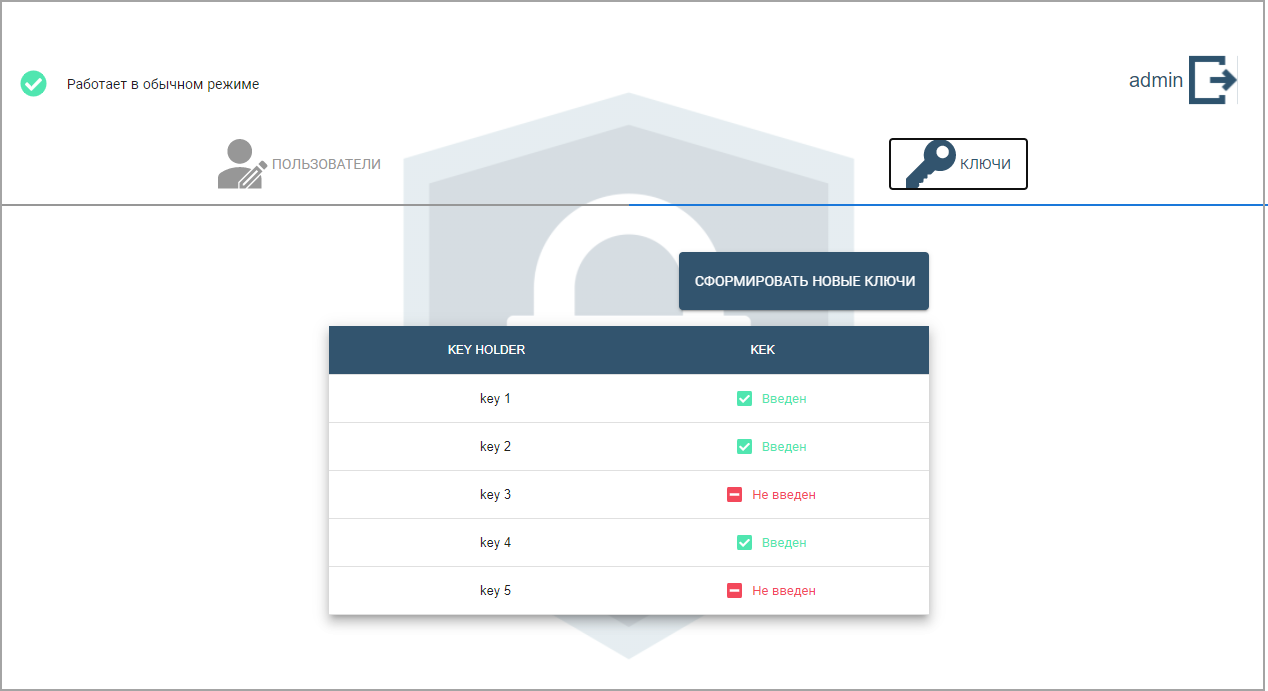 Работает в обычном режиме
admin
ПОЛЬЗОВАТЕЛИ
КЛЮЧИ
СФОРМИРОВАТЬ НОВЫЕ КЛЮЧИ
KEY HOLDER KEK
key 1 Введен
key 2 Введен
key 3 Не введен
key 4 Введен
key 5 Не введен